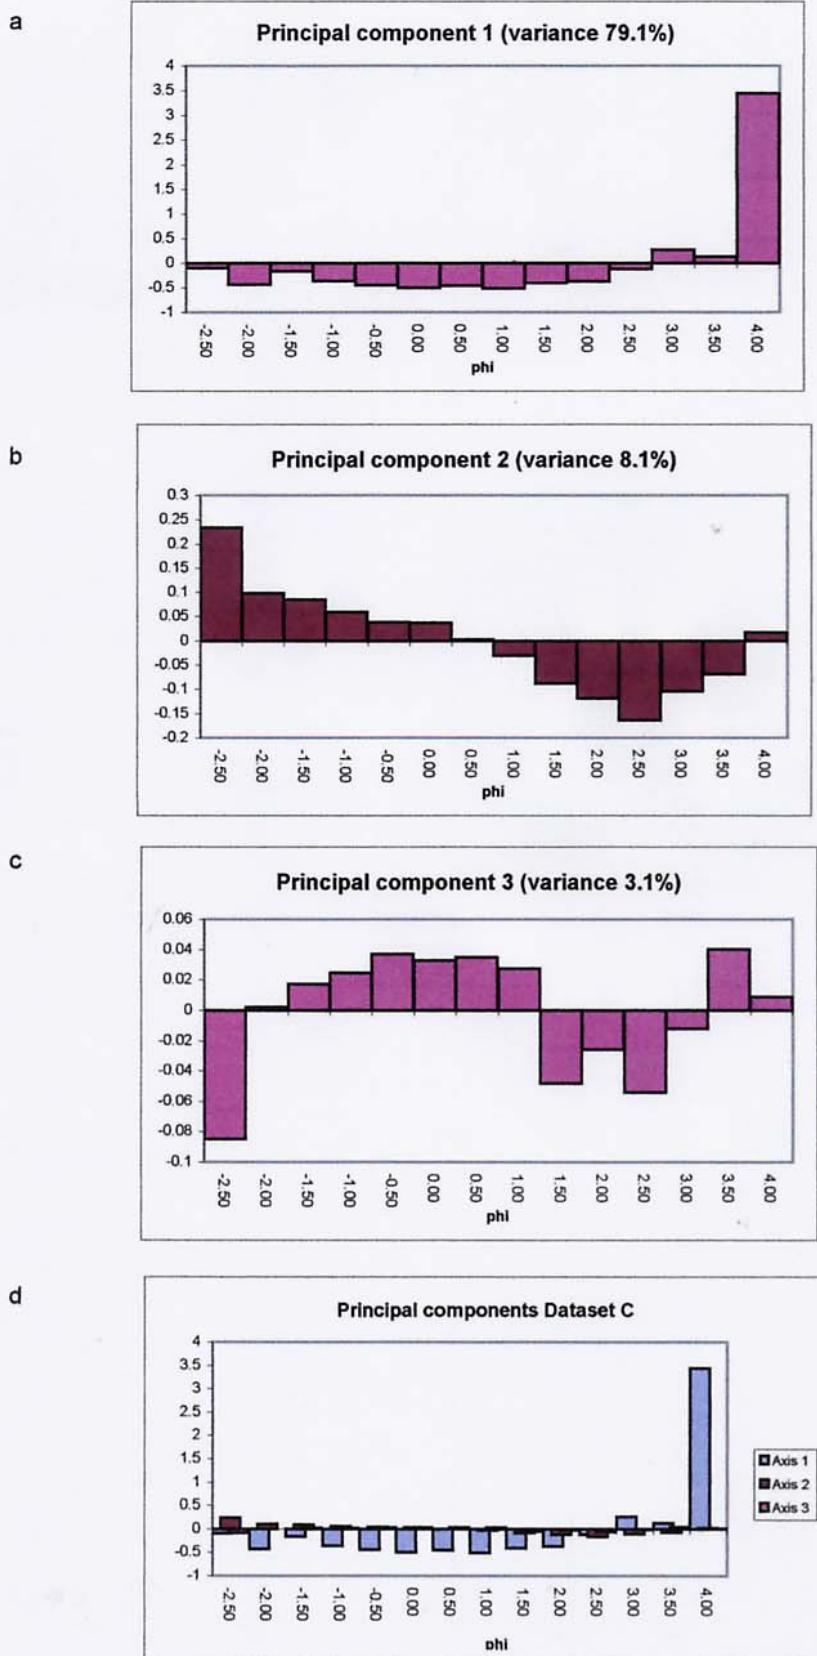 a
Principal component 1 (variance 79.1%)
4
3.5
3
2.5
2
1.5
1
0.5
0
-0.5
-1
-2.50 -2.00 -1.50 -1.00 -0.50 0.00 0.50 1.00 1.50 2.00 2.50 3.00 3.50 4.00
phi
b
Principal component 2 (variance 8.1%)
0.3
0.25
0.2
0.15
0.1
0.05
0
-0.05
-0.1
-0.15
-0.2
-2.50 -2.00 -1.50 -1.00 -0.50 0.00 0.50 1.00 1.50 2.00 2.50 3.00 3.50 4.00
phi
c
Principal component 3 (variance 3.1%)
0.06
0.04
0.02
0
-0.02
-0.04
-0.06
-0.08
-0.1
-2.50 -2.00 -1.50 -1.00 -0.50 0.00 0.50 1.00 1.50 2.00 2.50 3.00 3.50 4.00
phi
d
Principal components Dataset C
4
3.5
3
2.5
2
1.5
1
0.5
0
-0.5
-1
Axis 1
Axis 2
Axis 3
-2.50 -2.00 -1.50 -1.00 -0.50 0.00 0.50 1.00 1.50 2.00 2.50 3.00 3.50 4.00
phi